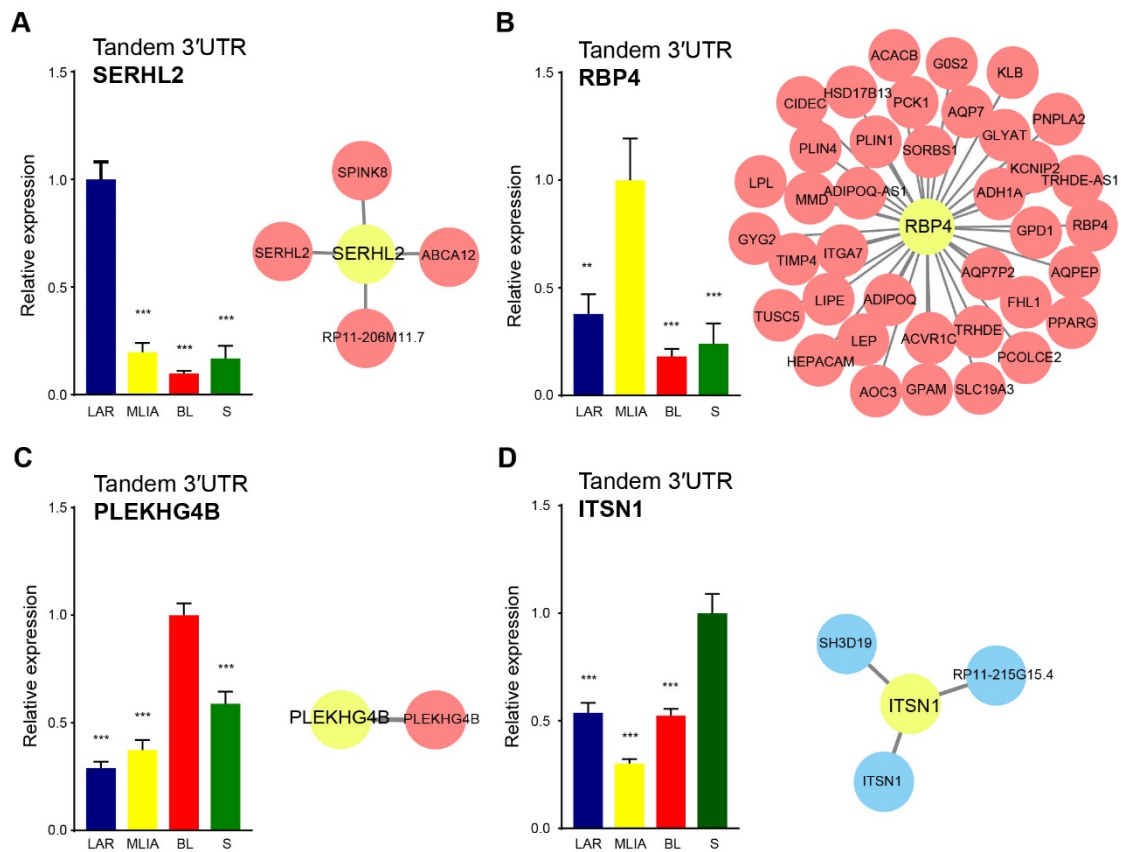 A
Tandem 3′UTR
SERHL2
Relative expression
1.5
1.0
0.5
0.0
***
***
***
LAR
MLIA
BL
S
SPINK8
SERHL2
SERHL2
ABCA12
RP11-206M11.7
B
Tandem 3′UTR
RBP4
Relative expression
1.5
1.0
0.5
0.0
**
***
***
LAR
MLIA
BL
S
ACACB
G0S2
KLB
CIDEC
HSD17B13
PCK1
AQP7
PNPLA2
PLIN4
PLIN1
SORBS1
GLYAT
KCNIP2
LPL
MMD
ADIPOQ-AS1
ADH1A
TRHDE-AS1
RBP4
GYG2
TIMP4
ITGA7
GPD1
RBP4
AQP7P2
AQPEP
TUSC5
LIPE
ADIPOQ
FHL1
PPARG
HEPACAM
LEP
ACVR1C
TRHDE
PCOLCE2
AOC3
GPAM
SLC19A3
C
Tandem 3′UTR
PLEKHG4B
Relative expression
1.5
1.0
0.5
0.0
***
***
***
LAR
MLIA
BL
S
PLEKHG4B
PLEKHG4B
D
Tandem 3′UTR
ITSN1
Relative expression
1.5
1.0
0.5
0.0
***
***
***
LAR
MLIA
BL
S
SH3D19
RP11-215G15.4
ITSN1
ITSN1